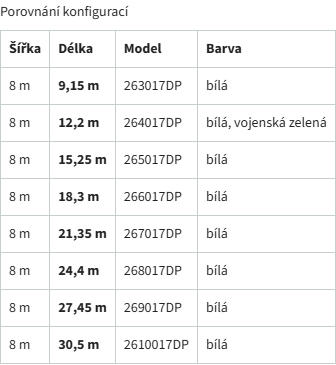 Porovnání konfigurací
Šířka Délka Model Barva
8 m 9,15 m 263017DP bílá
8 m 12,2 m 264017DP bílá, vojenská zelená
8 m 15,25 m 265017DP bílá
8 m 18,3 m 266017DP bílá
8 m 21,35 m 267017DP bílá
8 m 24,4 m 268017DP bílá
8 m 27,45 m 269017DP bílá
8 m 30,5 m 2610017DP bílá